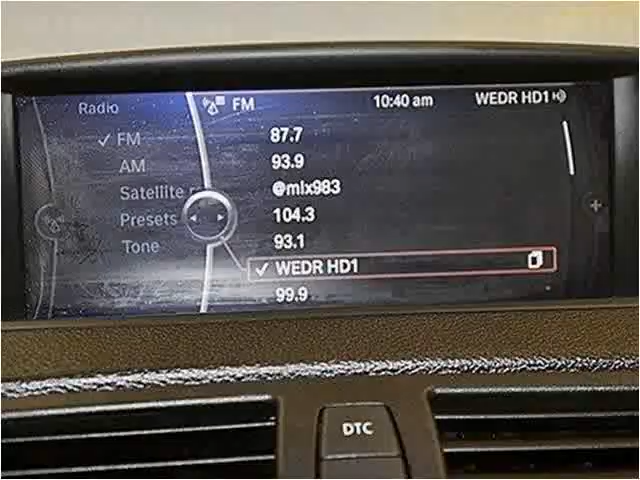 Radio FM 10:40 am WEDR HD1
FM
AM
Satellite
Presets
Tone
87.7
93.9
@mix983
104.3
93.1
WEDR HD1
99.9
DTC